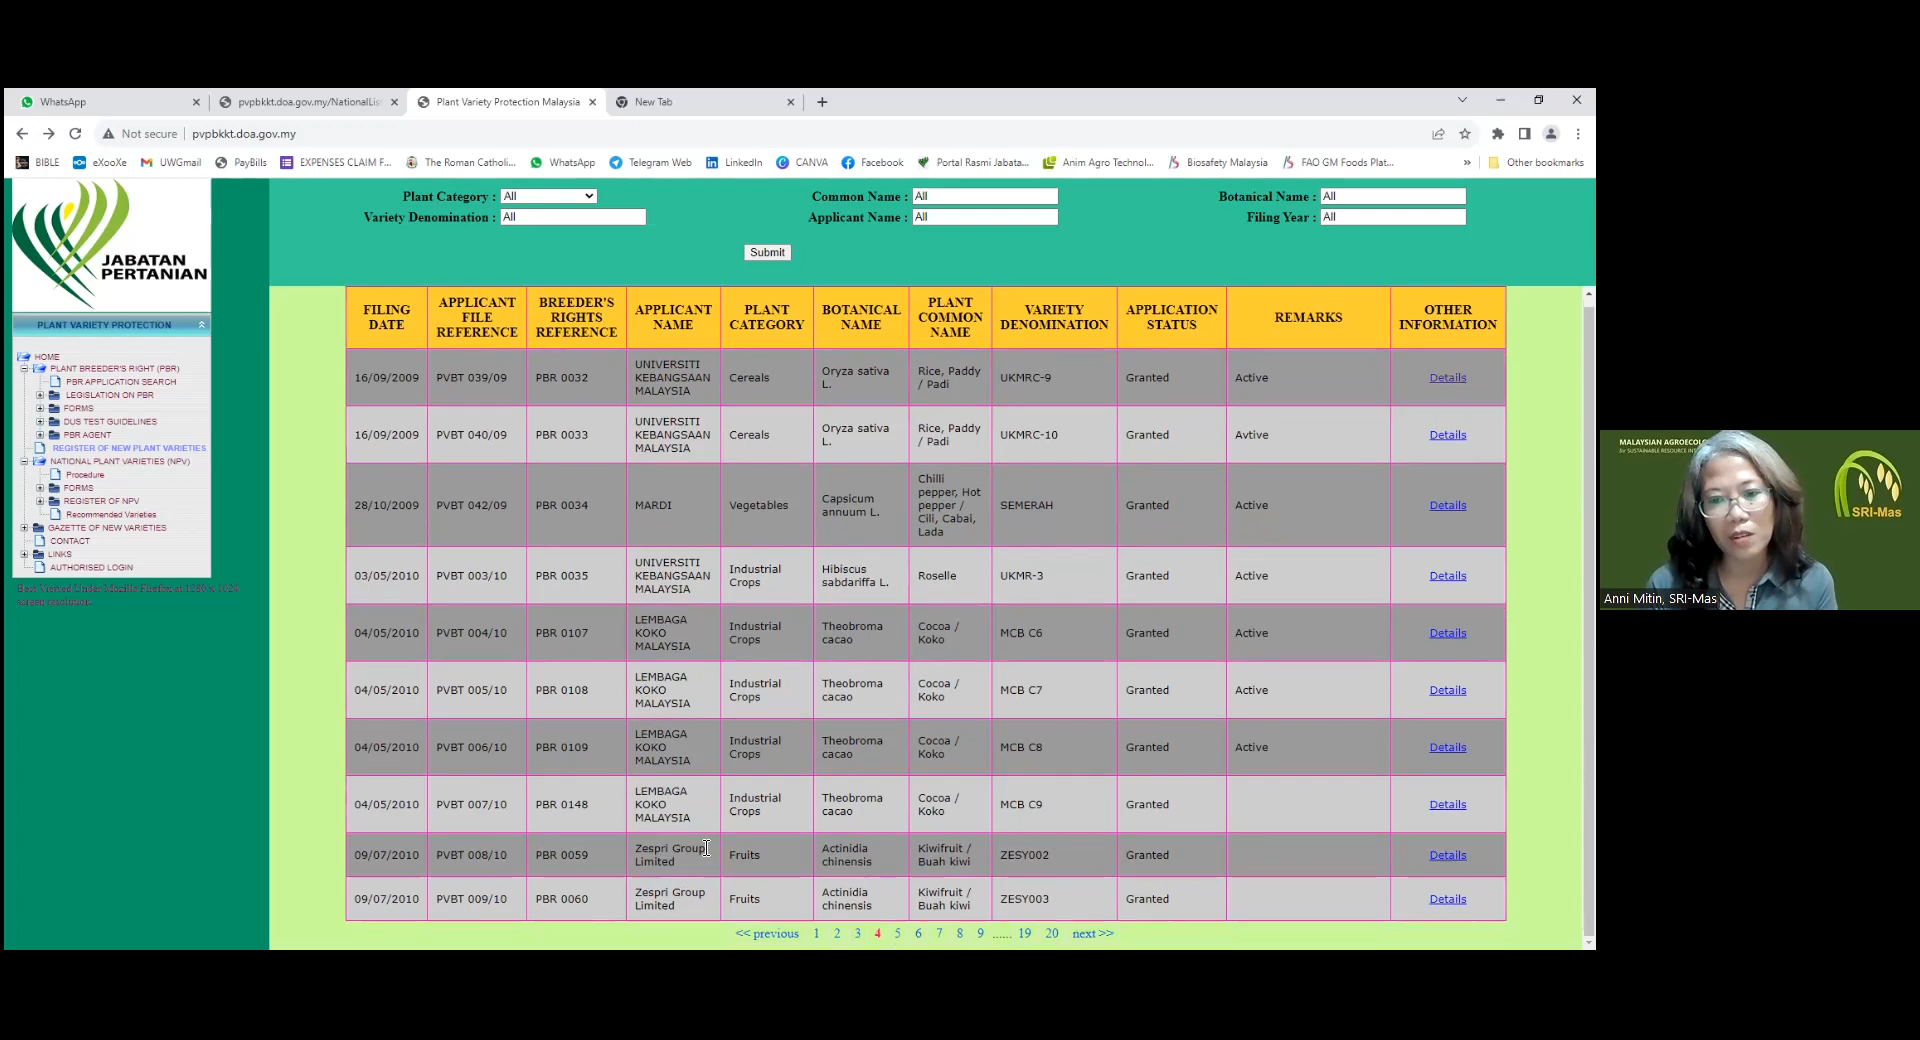 WhatsApp
pvpbkkt.doa.gov.my/NationalLis
Plant Variety Protection Malaysia
New Tab
Not secure
pvpbkkt.doa.gov.my
BIBLE
eXooXe
UWGmail
PayBills
EXPENSES CLAIM F...
The Roman Catholi...
WhatsApp
Telegram Web
LinkedIn
CANVA
Facebook
Portal Rasmi Jabata...
Anim Agro Technol...
Biosafety Malaysia
FAO GM Foods Plat...
Other bookmarks
JABATAN
PERTANIAN
PLANT VARIETY PROTECTION
HOME
PLANT BREEDER'S RIGHT (PBR)
PBR APPLICATION SEARCH
LEGISLATION ON PBR
FORMS
DUS TEST GUIDELINES
PBR AGENT
REGISTER OF NEW PLANT VARIETIES
NATIONAL PLANT VARIETIES (NPV)
Procedure
FORMS
REGISTER OF NPV
Recommended Varieties
GAZETTE OF NEW VARIETIES
CONTACT
LINKS
AUTHORISED LOGIN
Best Viewed Under Mozilla Firefox at 1280 x 1024
screen resolution.
Plant Category : All Common Name : All Botanical Name : All
Variety Denomination : All Applicant Name : All Filing Year : All
Submit
FILING DATE APPLICANT FILE REFERENCE BREEDER'S RIGHTS REFERENCE APPLICANT NAME PLANT CATEGORY BOTANICAL NAME PLANT COMMON NAME VARIETY DENOMINATION APPLICATION STATUS REMARKS OTHER INFORMATION
16/09/2009 PVBT 039/09 PBR 0032 UNIVERSITI KEBANGSAAN MALAYSIA Cereals Oryza sativa L. Rice, Paddy / Padi UKMRC-9 Granted Active Details
16/09/2009 PVBT 040/09 PBR 0033 UNIVERSITI KEBANGSAAN MALAYSIA Cereals Oryza sativa L. Rice, Paddy / Padi UKMRC-10 Granted Avtive Details
28/10/2009 PVBT 042/09 PBR 0034 MARDI Vegetables Capsicum annuum L. Chilli pepper, Hot pepper / Cili, Cabai, Lada SEMERAH Granted Active Details
03/05/2010 PVBT 003/10 PBR 0035 UNIVERSITI KEBANGSAAN MALAYSIA Industrial Crops Hibiscus sabdariffa L. Roselle UKMR-3 Granted Active Details
04/05/2010 PVBT 004/10 PBR 0107 LEMBAGA KOKO MALAYSIA Industrial Crops Theobroma cacao Cocoa / Koko MCB C6 Granted Active Details
04/05/2010 PVBT 005/10 PBR 0108 LEMBAGA KOKO MALAYSIA Industrial Crops Theobroma cacao Cocoa / Koko MCB C7 Granted Active Details
04/05/2010 PVBT 006/10 PBR 0109 LEMBAGA KOKO MALAYSIA Industrial Crops Theobroma cacao Cocoa / Koko MCB C8 Granted Active Details
04/05/2010 PVBT 007/10 PBR 0148 LEMBAGA KOKO MALAYSIA Industrial Crops Theobroma cacao Cocoa / Koko MCB C9 Granted Details
09/07/2010 PVBT 008/10 PBR 0059 Zespri Group Limited Fruits Actinidia chinensis Kiwifruit / Buah kiwi ZESY002 Granted Details
09/07/2010 PVBT 009/10 PBR 0060 Zespri Group Limited Fruits Actinidia chinensis Kiwifruit / Buah kiwi ZESY003 Granted Details
<< previous 1 2 3 4 5 6 7 8 9 ...... 19 20 next >>
MALAYSIAN
for SUSTAINABLE RESOURCE
SRI-Mas
Anni Mitin, SRI-Mas